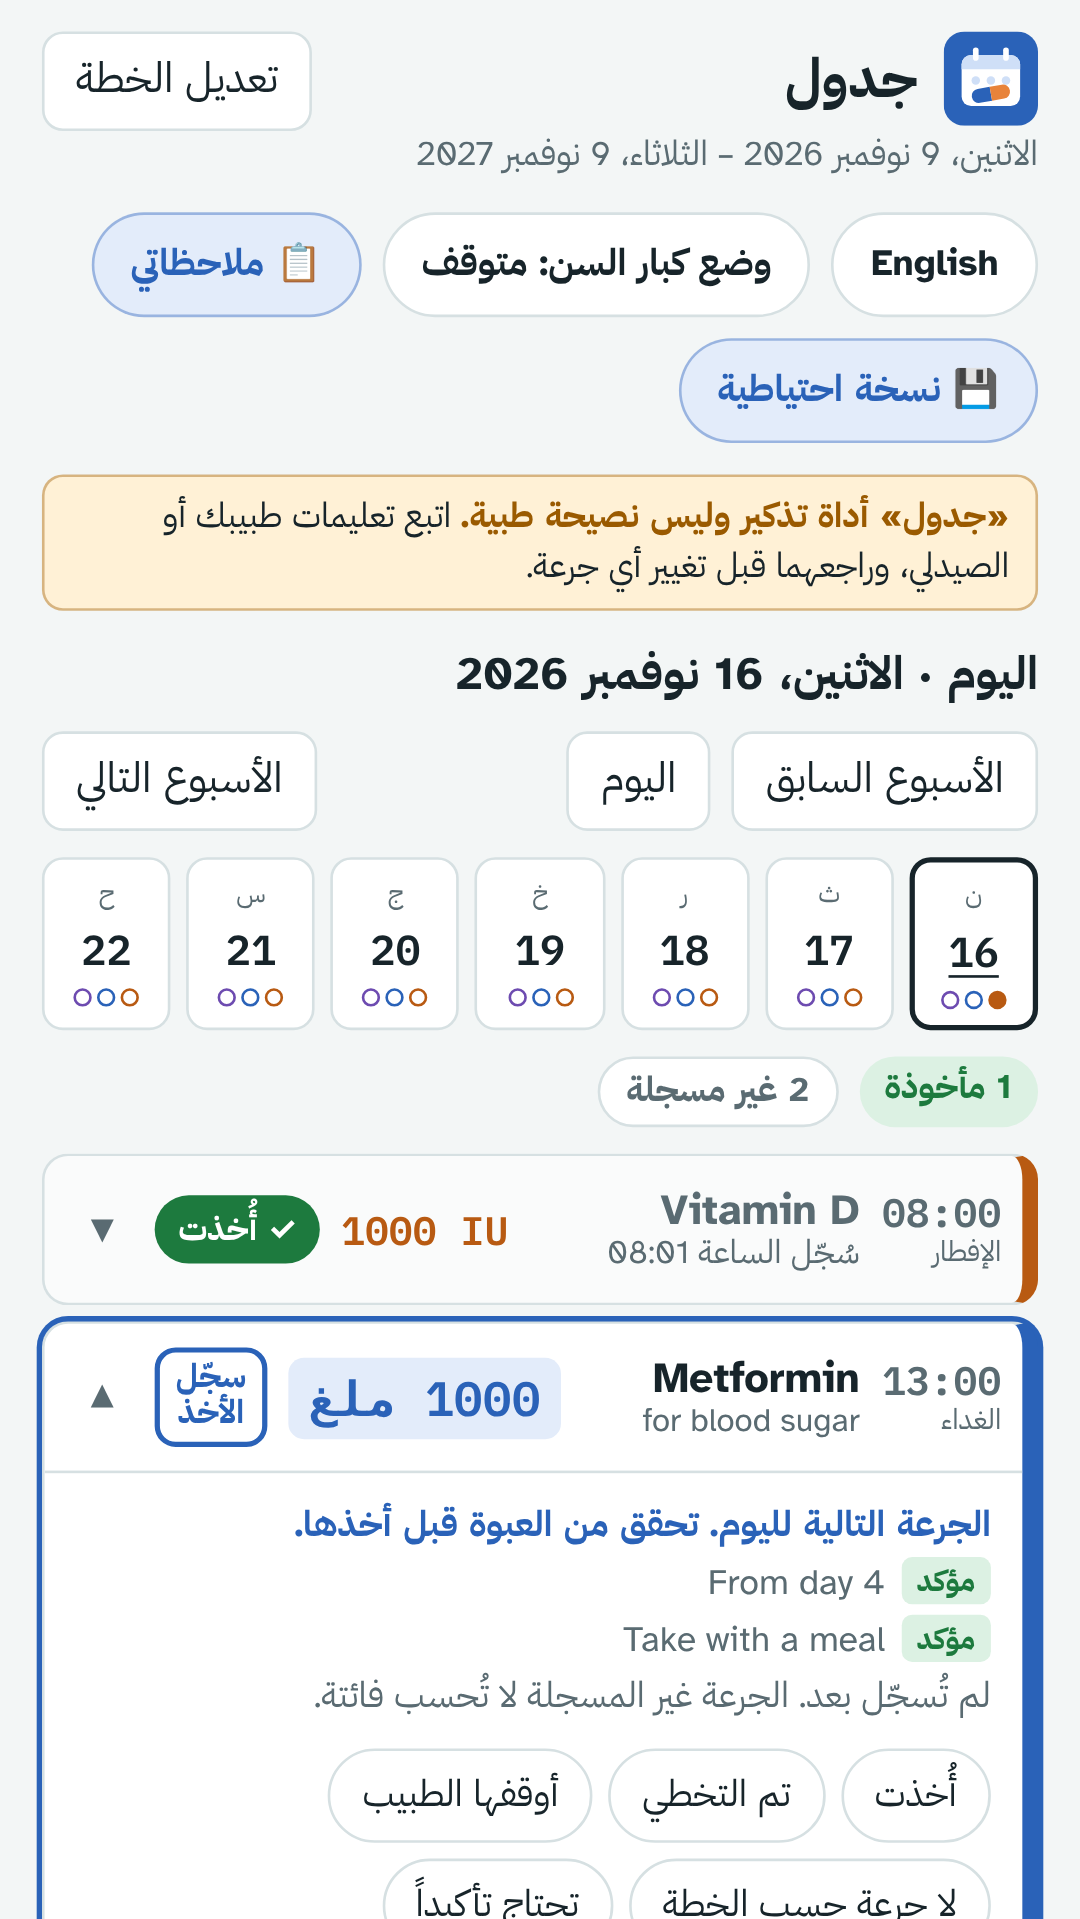 جدول
تعديل الخطة
الاثنين، 9 نوفمبر 2026 – الثلاثاء، 9 نوفمبر 2027
English
وضع كبار السن: متوقف
📋 ملاحظاتي
💾 نسخة احتياطية
«جدول» أداة تذكير وليس نصيحة طبية. اتبع تعليمات طبيبك أو
الصيدلي، وراجعهما قبل تغيير أي جرعة.
اليوم · الاثنين، 16 نوفمبر 2026
الأسبوع السابق
اليوم
الأسبوع التالي
ن ث ر خ ج س ح
16 17 18 19 20 21 22
1 مأخوذة
2 غير مسجلة
08:00 Vitamin D 1000 IU ✓ أُخذت ▼
الإفطار سُجّل الساعة 08:01
13:00 Metformin 1000 ملغ ▲
الغداء for blood sugar
سجّل
الأخذ
الجرعة التالية لليوم. تحقق من العبوة قبل أخذها.
مؤكد From day 4
مؤكد Take with a meal
لم تُسجّل بعد. الجرعة غير المسجلة لا تُحسب فائتة.
أُخذت
تم التخطي
أوقفها الطبيب
لا جرعة حسب الخطة
تحتاج تأكيداً